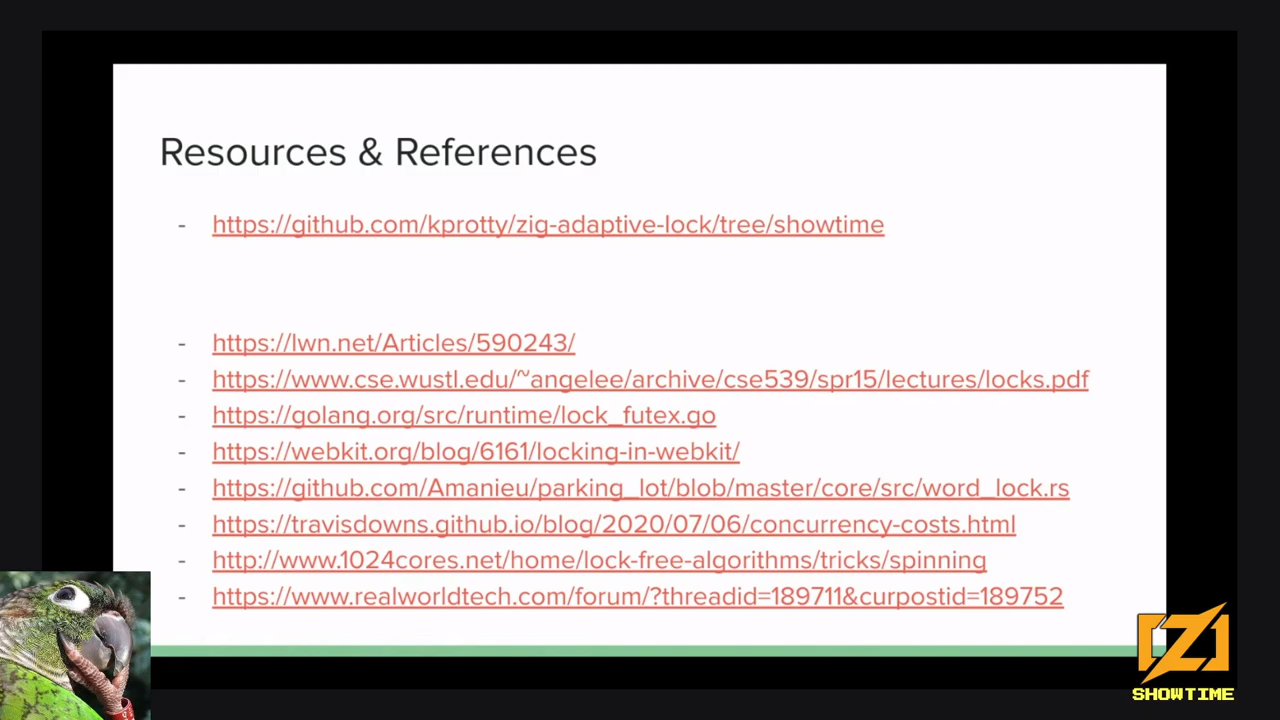 Resources & References
- https://github.com/kprotty/zig-adaptive-lock/tree/showtime
- https://lwn.net/Articles/590243/
- https://www.cse.wustl.edu/~angelee/archive/cse539/spr15/lectures/locks.pdf
- https://golang.org/src/runtime/lock_futex.go
- https://webkit.org/blog/6161/locking-in-webkit/
- https://github.com/Amanieu/parking_lot/blob/master/core/src/word_lock.rs
- https://travisdowns.github.io/blog/2020/07/06/concurrency-costs.html
- http://www.1024cores.net/home/lock-free-algorithms/tricks/spinning
- https://www.realworldtech.com/forum/?threadid=189711&curpostid=189752
Z
SHOWTIME